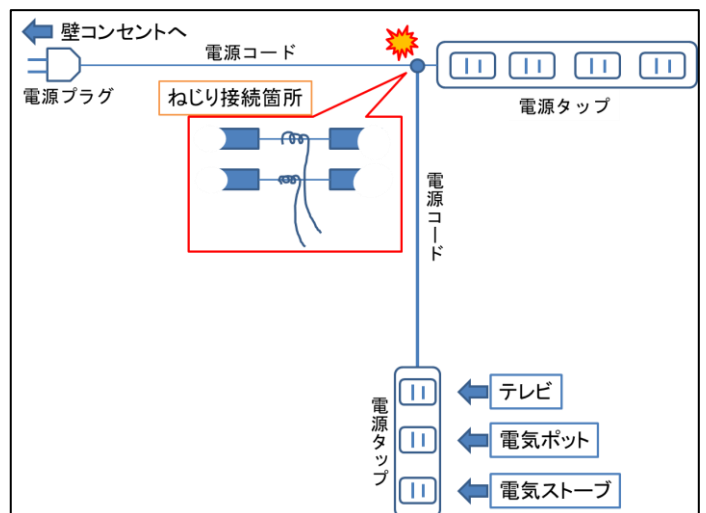 壁コンセントへ
電源コード
電源プラグ
ねじり接続箇所
電源タップ
電源コード
電源タップ
テレビ
電気ポット
電気ストーブ